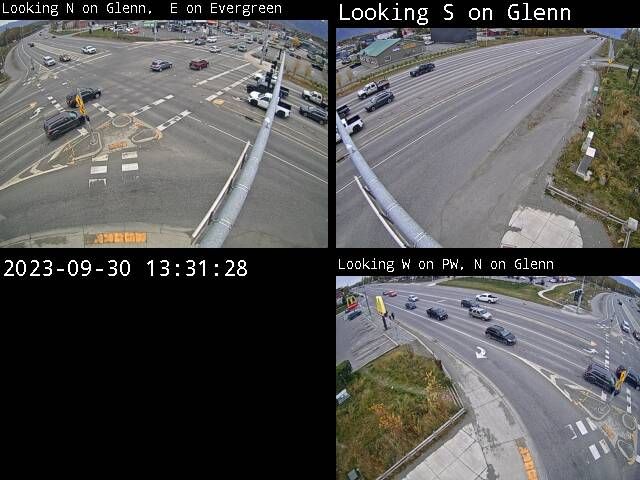 Looking N on Glenn, E on Evergreen
Looking S on Glenn
2023-09-30 13:31:28
Looking W on PW, N on Glenn